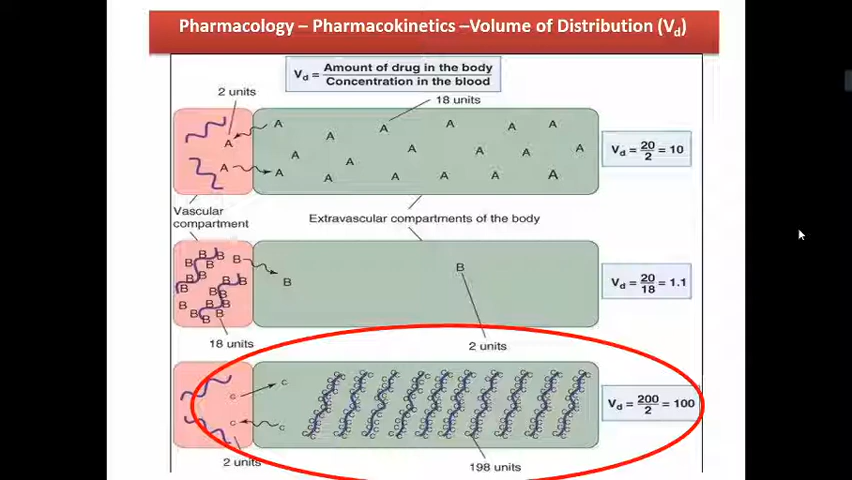 Pharmacology – Pharmacokinetics –Volume of Distribution (Vd)
Vd = Amount of drug in the body
Concentration in the blood
2 units
18 units
A A A A A A
A A A A A A A
A A A A A A A
Vd = 20/2 = 10
Vascular
compartment
Extravascular compartments of the body
B B B B B B B B B B B B B B B B B B
B B
Vd = 20/18 = 1.1
18 units
2 units
C C
C C
Vd = 200/2 = 100
2 units
198 units